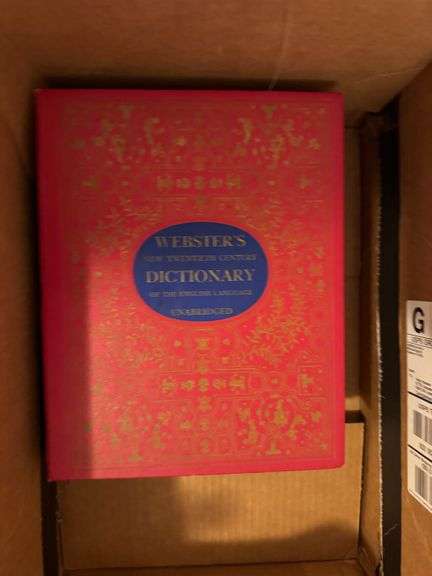 WEBSTER'S
NEW TWENTIETH CENTURY
DICTIONARY
OF THE ENGLISH LANGUAGE
UNABRIDGED
G